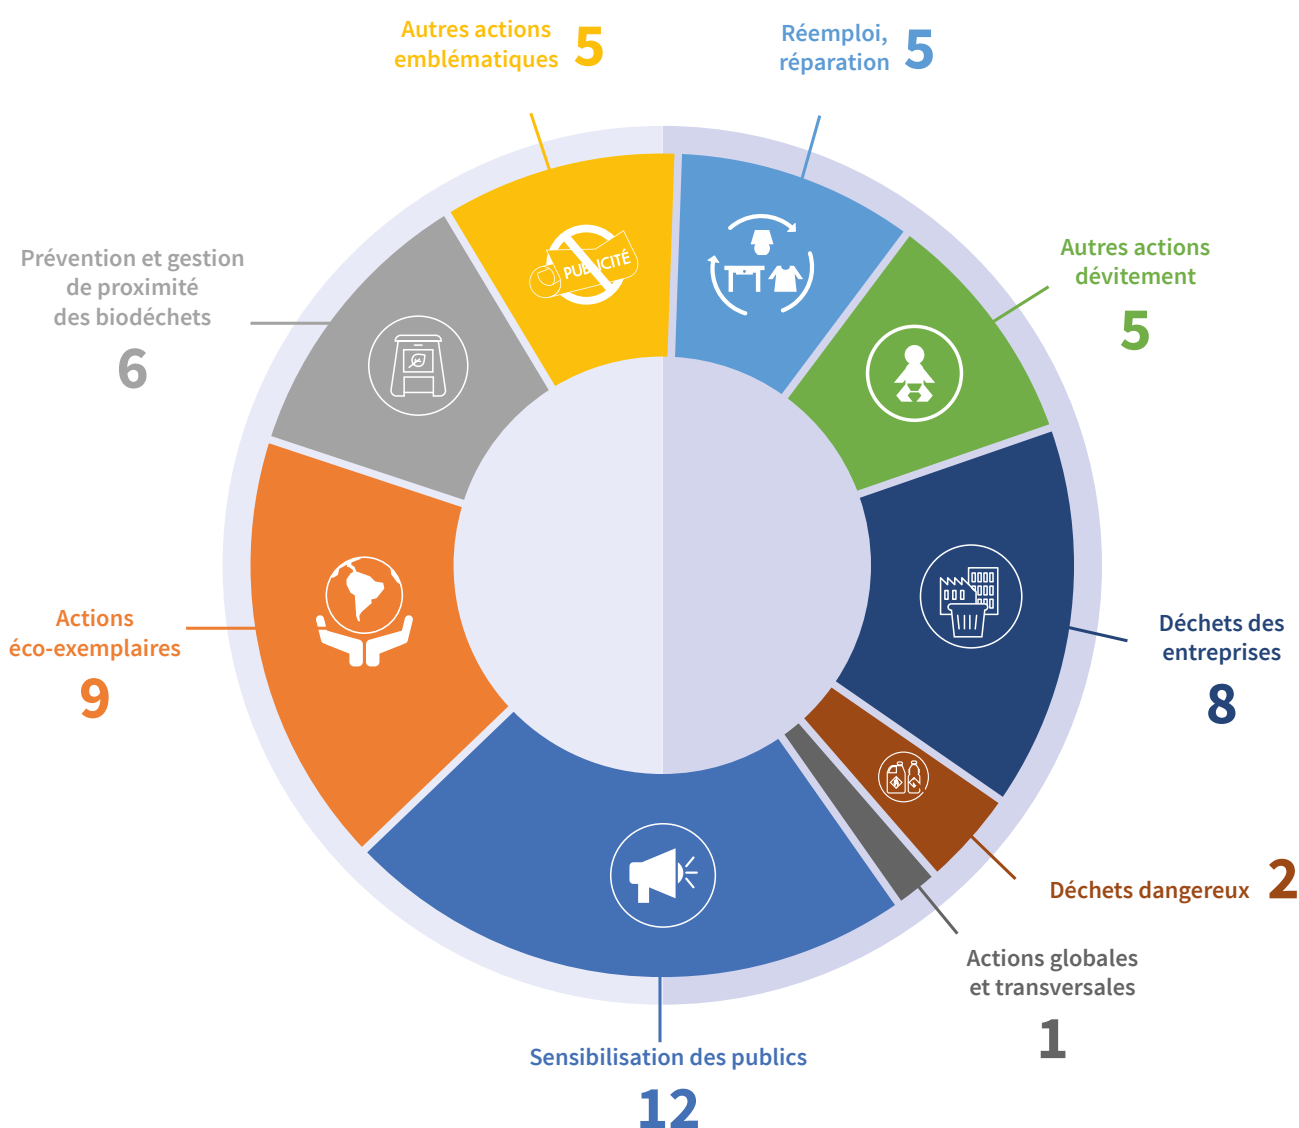 Autres actions
emblématiques 5
Réemploi,
réparation 5
Autres actions
dévitement
5
Prévention et gestion
de proximité
des biodéchets
6
PUBLICITÉ
Actions
éco-exemplaires
9
Déchets des
entreprises
8
Déchets dangereux 2
Actions globales
et transversales
1
Sensibilisation des publics
12